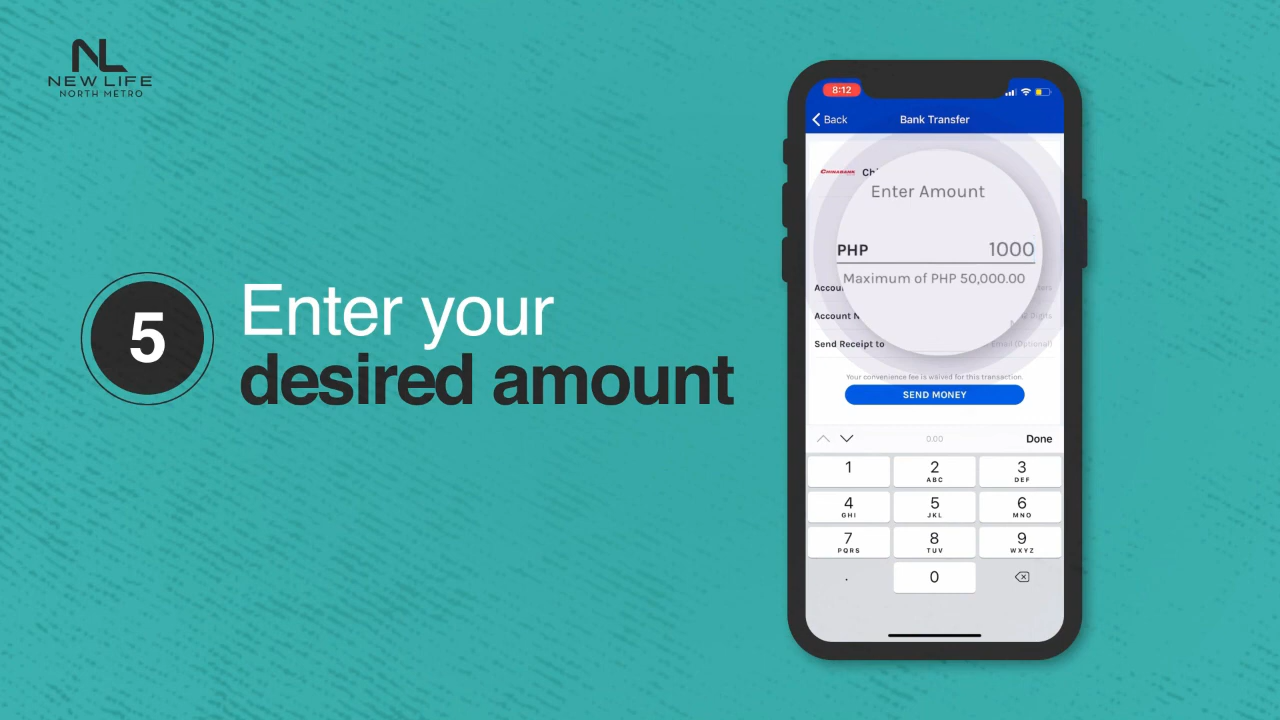 NL
NEW LIFE
NORTH METRO
5
Enter your
desired amount
8:12
Back
Bank Transfer
CHINABANK
Enter Amount
PHP 1000
Maximum of PHP 50,000.00
Account
Send Receipt to Email (Optional)
Your convenience fee is waived for this transaction.
SEND MONEY
0.00 Done
1 2 3
ABC DEF
4 5 6
GHI JKL MNO
7 8 9
PQRS TUV WXYZ
. 0